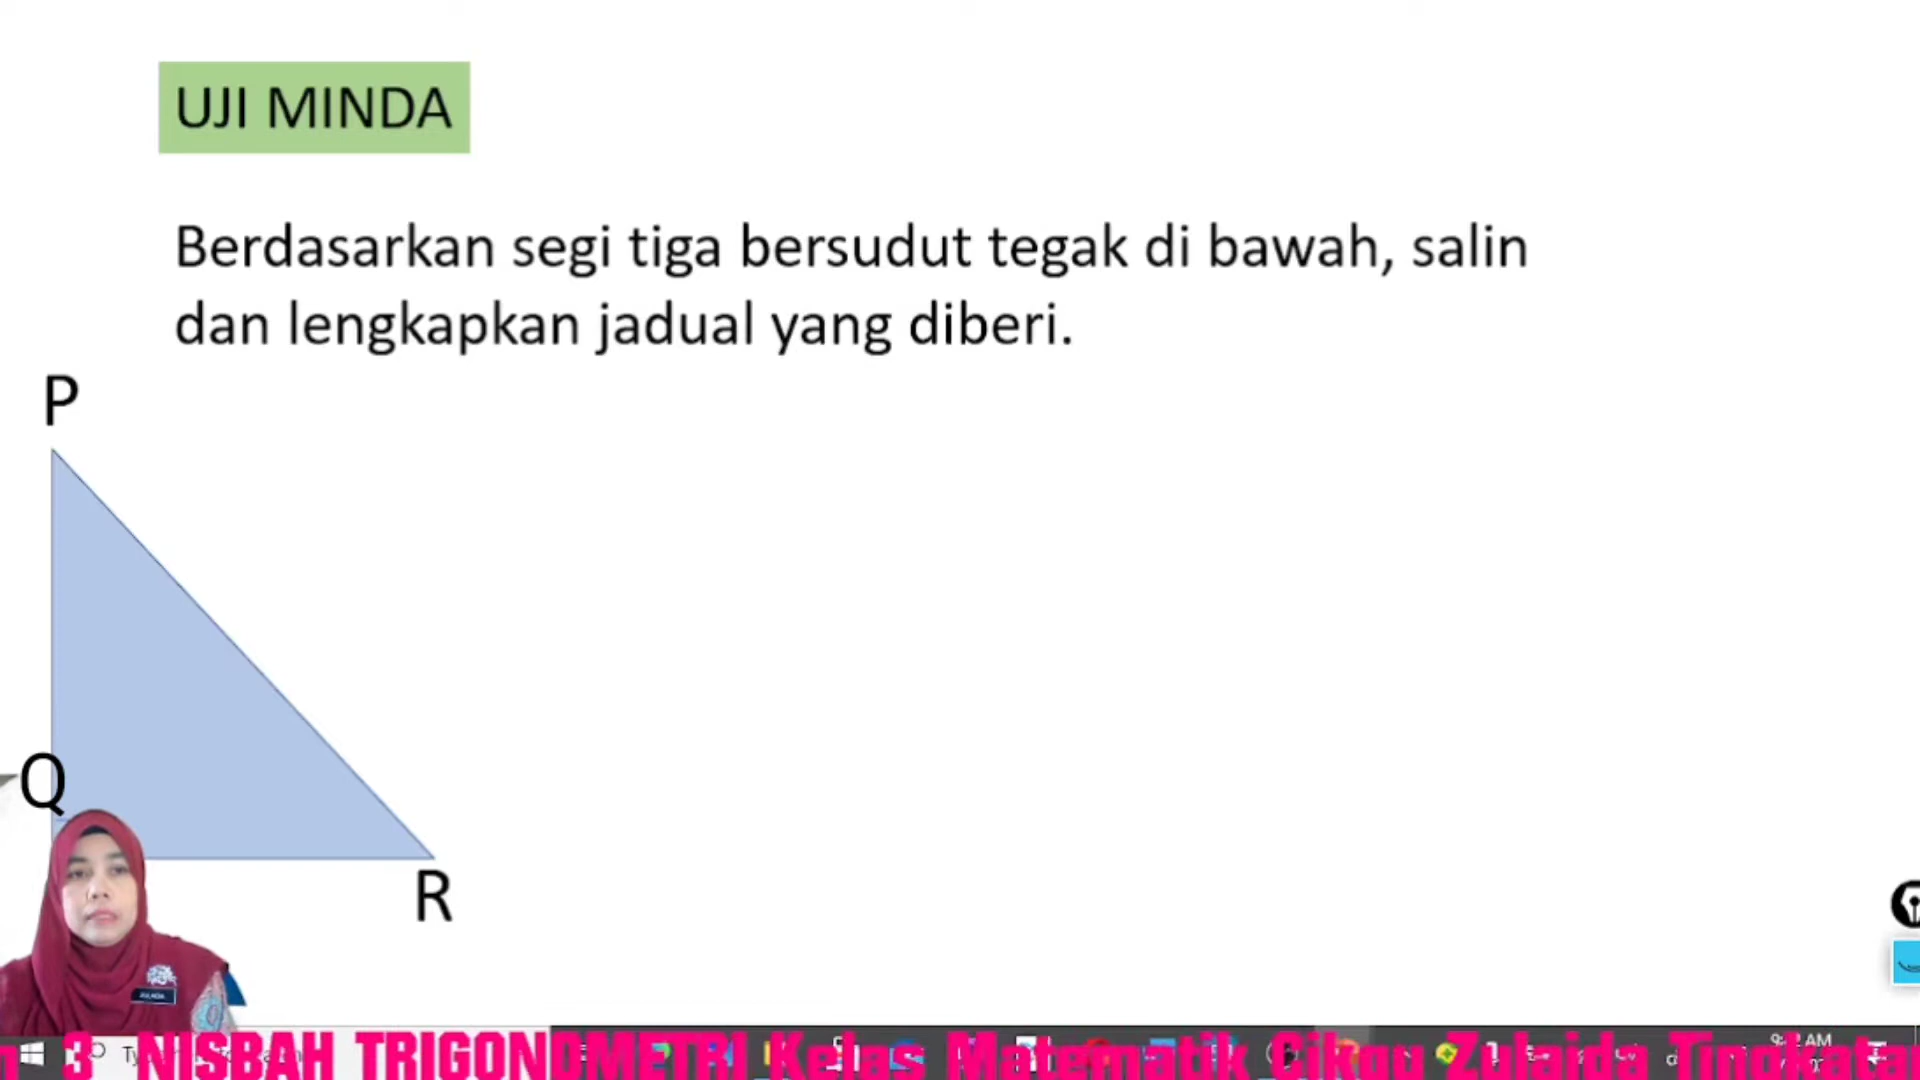 UJI MINDA
Berdasarkan segi tiga bersudut tegak di bawah, salin
dan lengkapkan jadual yang diberi.
P
Q
R
ZULAIDA
3 NISBAH TRIGONOMETRI Kelas Matematik Cikgu Zulaida Tingkatan